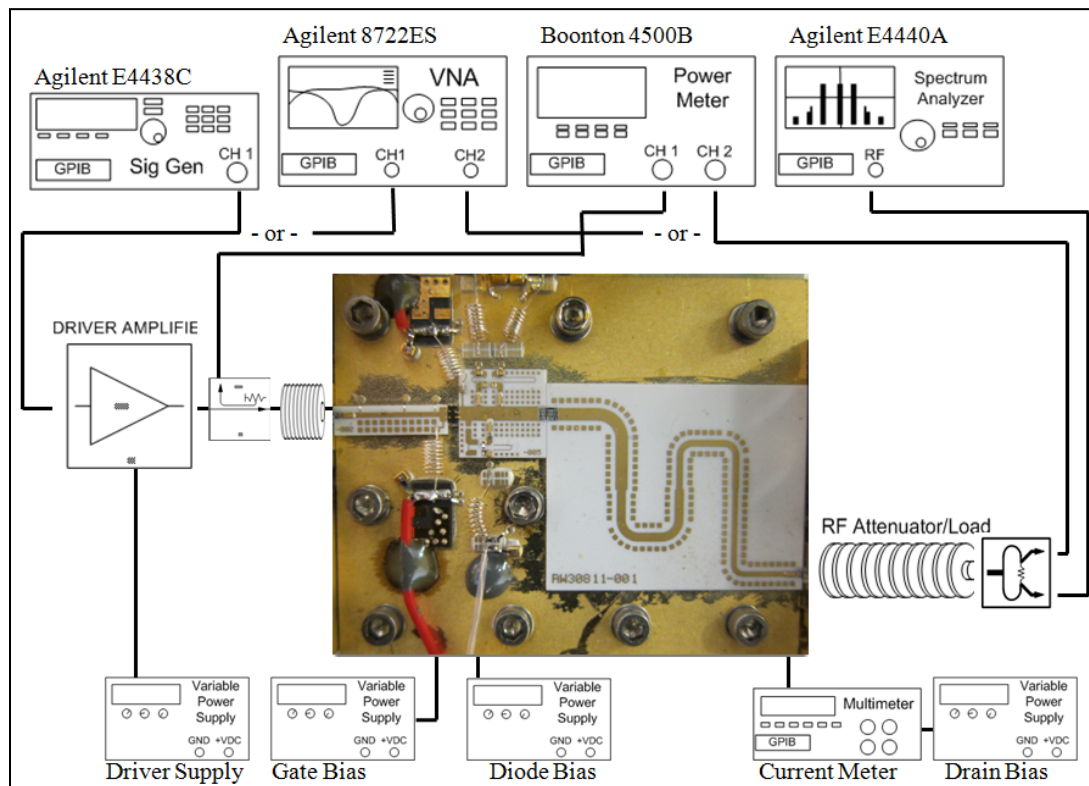 Agilent E4438C
Agilent 8722ES
Boonton 4500B
Agilent E4440A
GPIB
Sig Gen
CH 1
VNA
GPIB
CH1
CH2
Power
Meter
GPIB
CH 1
CH 2
Spectrum
Analyzer
GPIB
RF
- or -
- or -
DRIVER AMPLIFIE
-005
RW30811-001
RF Attenuator/Load
Variable
Power
Supply
GND +VDC
Driver Supply
Variable
Power
Supply
GND +VDC
Gate Bias
Variable
Power
Supply
GND +VDC
Diode Bias
Multimeter
GPIB
Current Meter
Variable
Power
Supply
GND +VDC
Drain Bias